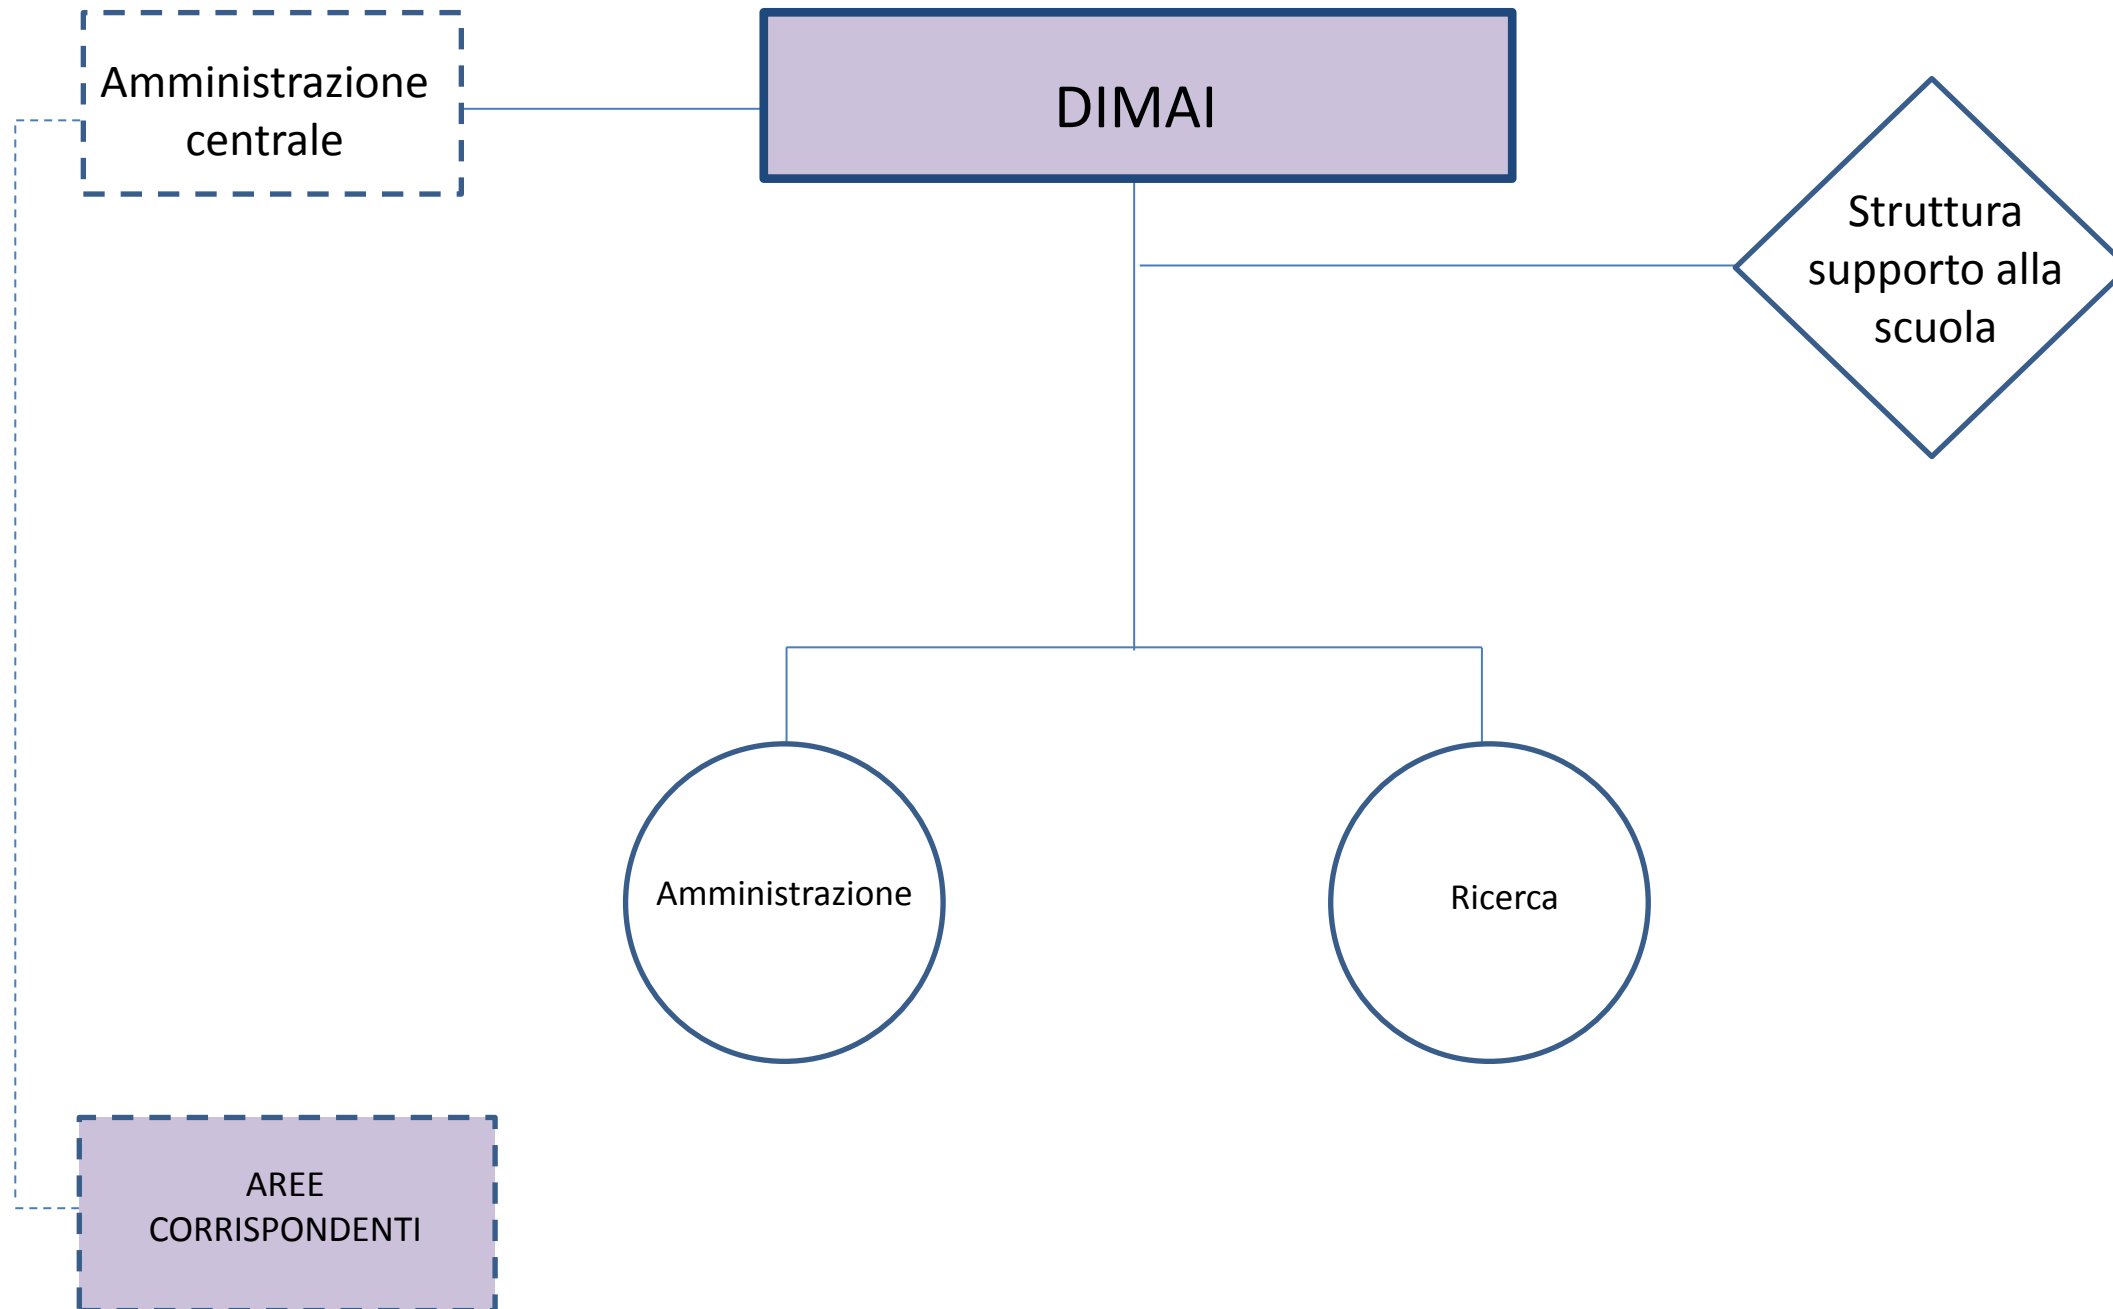 Amministrazione
centrale
DIMAI
Struttura
supporto alla
scuola
Amministrazione
Ricerca
AREE
CORRISPONDENTI